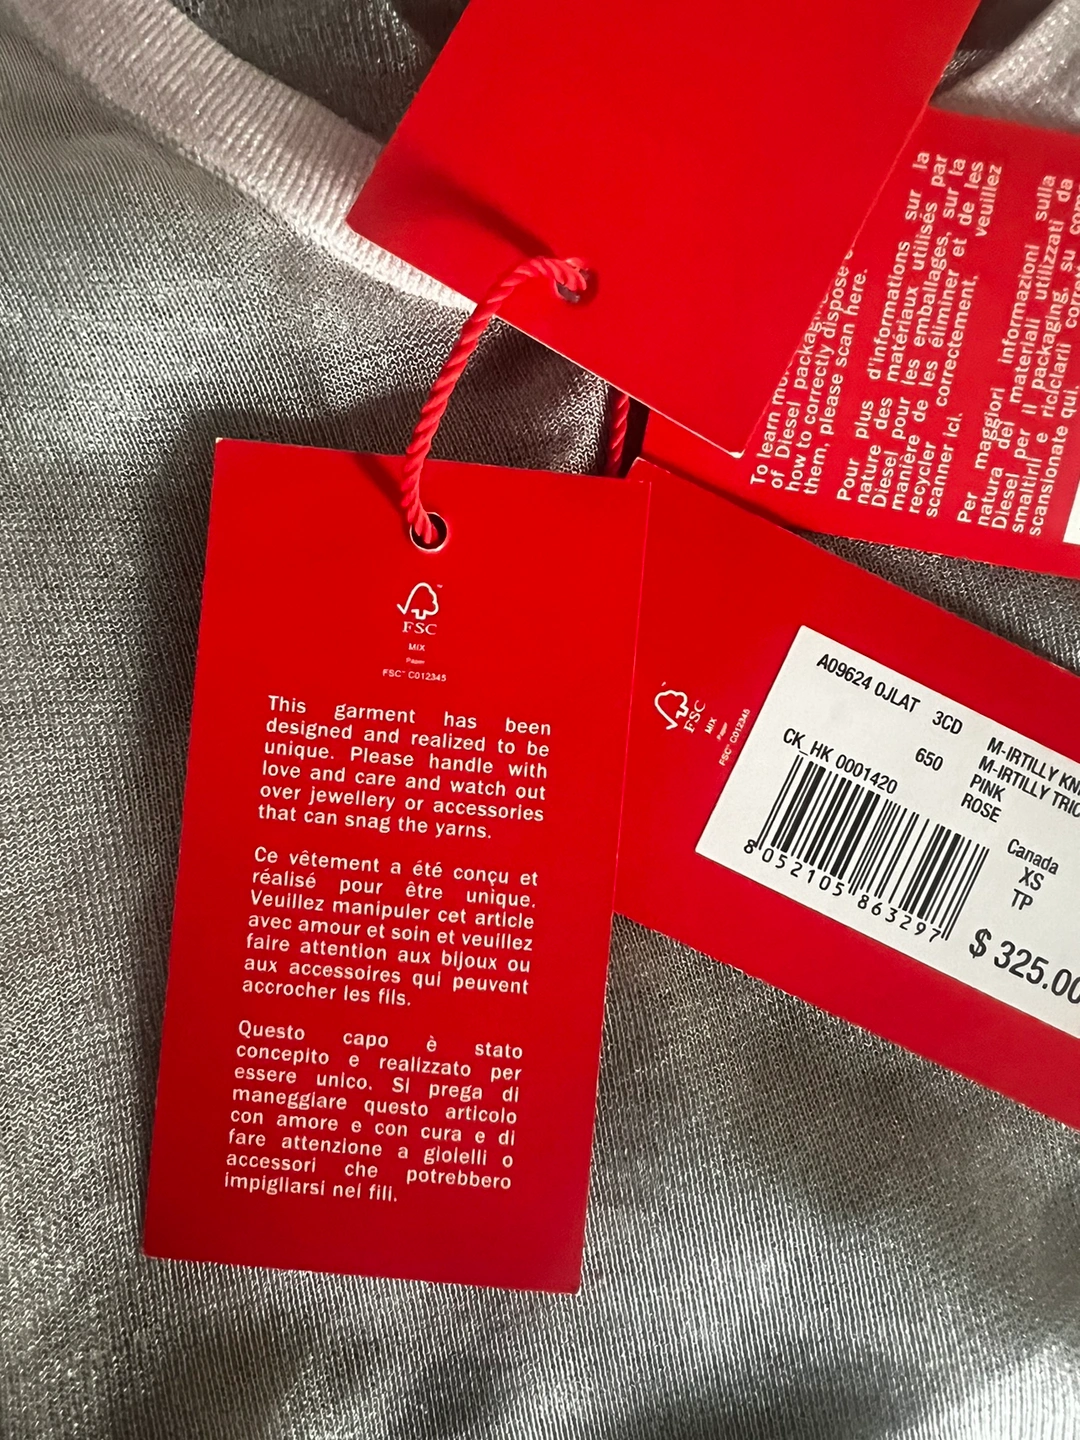 FSC
MIX
Paper
FSC™ C012345
This garment has been
designed and realized to be
unique. Please handle with
love and care and watch out
over jewellery or accessories
that can snag the yarns.
Ce vêtement a été conçu et
réalisé pour être unique.
Veuillez manipuler cet article
avec amour et soin et veuillez
faire attention aux bijoux ou
aux accessoires qui peuvent
accrocher les fils.
Questo capo è stato
concepito e realizzato per
essere unico. Si prega di
maneggiare questo articolo
con amore e con cura e di
fare attenzione a gioielli o
accessori che potrebbero
impigliarsi nei fili.
To learn
of Diesel
how to correctly dispose
them, please scan here.
Pour plus d'informations sur la
nature des matériaux utilisés par
Diesel pour les emballages, sur la
manière de les éliminer et de les
recycler correctement, veuillez
scanner ici.
Per maggiori informazioni sulla
natura dei materiali utilizzati da
Diesel per il packaging, su
smaltirli e riciclarli
scansionate qui.
FSC
MIX
Paper
FSC™ C012345
A09624 0JLAT 3CD M-IRTILLY
650 M-IRTILLY
PINK
ROSE
CK_HK 0001420
8 052105 863297
Canada
XS
TP
$ 325.00